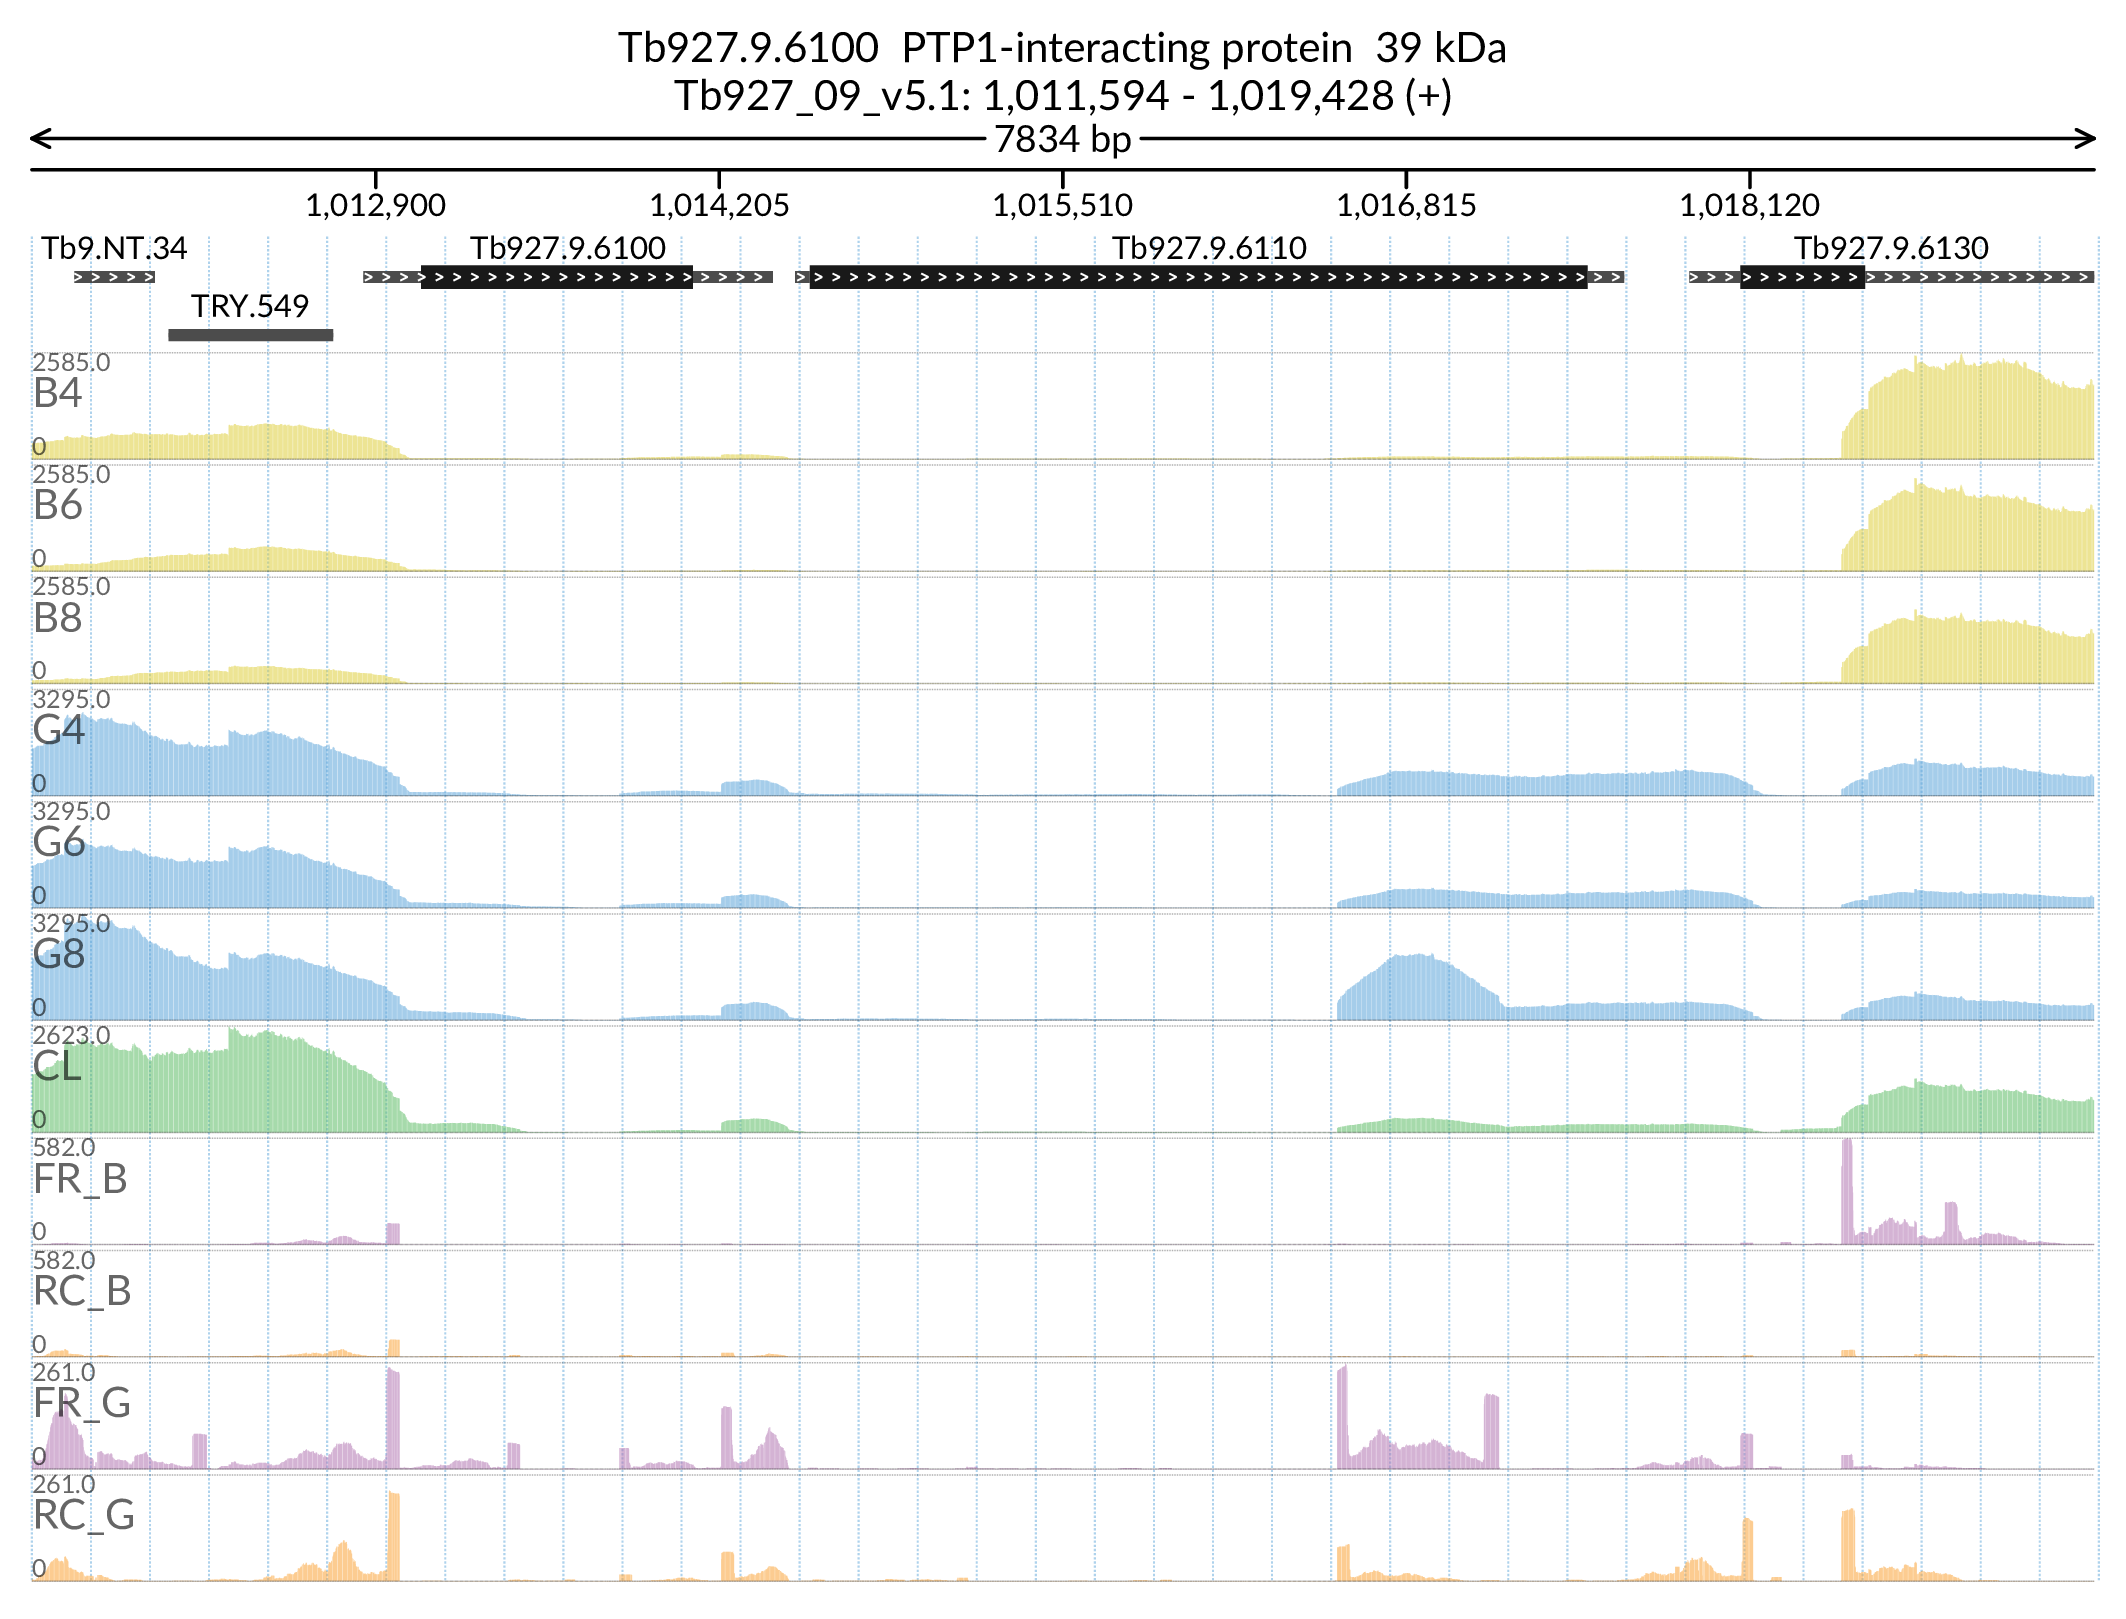 Tb927.9.6100  PTP1-interacting protein  39 kDa
Tb927_09_v5.1: 1,011,594 - 1,019,428 (+)
7834 bp
1,012,900 1,014,205 1,015,510 1,016,815 1,018,120
Tb9.NT.34 Tb927.9.6100 Tb927.9.6110 Tb927.9.6130
TRY.549
2585.0
B4
0
2585.0
B6
0
2585.0
B8
0
3295.0
G4
0
3295.0
G6
0
3295.0
G8
0
2623.0
CL
0
582.0
FR_B
0
582.0
RC_B
0
261.0
FR_G
0
261.0
RC_G
0